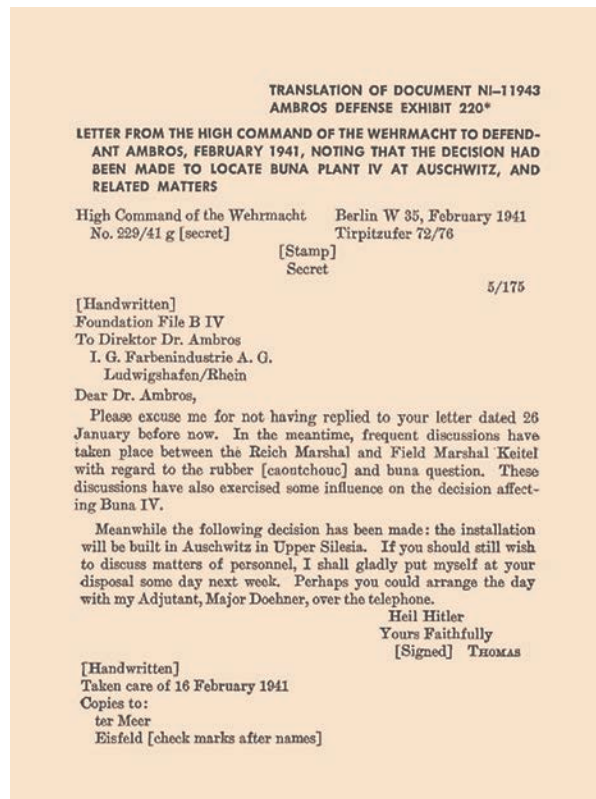 TRANSLATION OF DOCUMENT NI–11943
AMBROS DEFENSE EXHIBIT 220*
LETTER FROM THE HIGH COMMAND OF THE WEHRMACHT TO DEFEND-
ANT AMBROS, FEBRUARY 1941, NOTING THAT THE DECISION HAD
BEEN MADE TO LOCATE BUNA PLANT IV AT AUSCHWITZ, AND
RELATED MATTERS
High Command of the Wehrmacht Berlin W 35, February 1941
No. 229/41 g [secret] Tirpitzufer 72/76
[Stamp]
Secret
5/175
[Handwritten]
Foundation File B IV
To Direktor Dr. Ambros
I. G. Farbenindustrie A. G.
Ludwigshafen/Rhein
Dear Dr. Ambros,
Please excuse me for not having replied to your letter dated 26
January before now. In the meantime, frequent discussions have
taken place between the Reich Marshal and Field Marshal Keitel
with regard to the rubber [caoutchouc] and buna question. These
discussions have also exercised some influence on the decision affect-
ing Buna IV.
Meanwhile the following decision has been made: the installation
will be built in Auschwitz in Upper Silesia. If you should still wish
to discuss matters of personnel, I shall gladly put myself at your
disposal some day next week. Perhaps you could arrange the day
with my Adjutant, Major Doehner, over the telephone.
Heil Hitler
Yours Faithfully
[Signed] THOMAS
[Handwritten]
Taken care of 16 February 1941
Copies to:
ter Meer
Eisfeld [check marks after names]